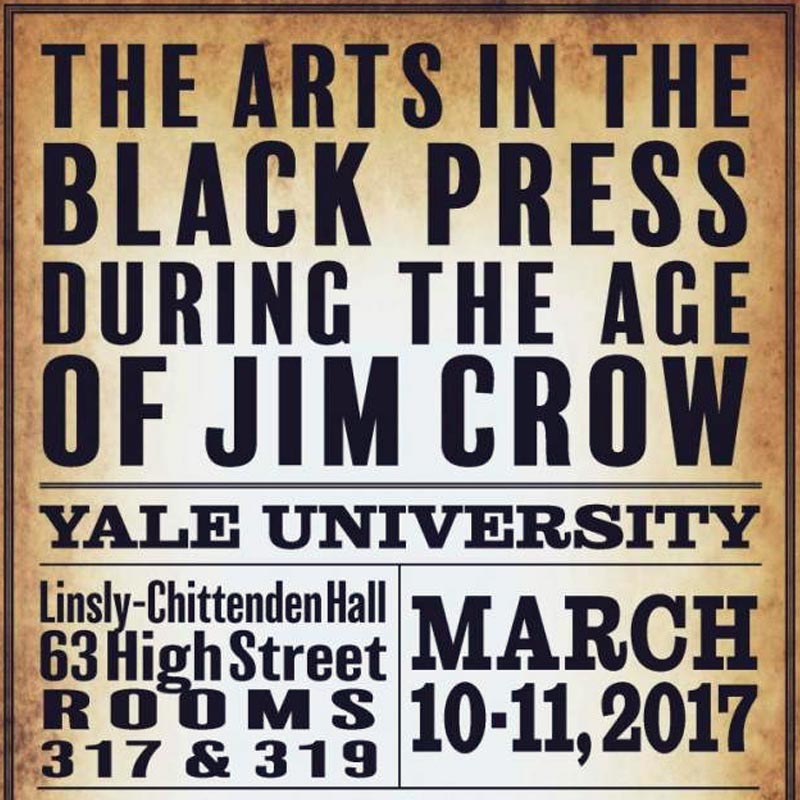 THE ARTS IN THE
BLACK PRESS
DURING THE AGE
OF JIM CROW
YALE UNIVERSITY
Linsly-Chittenden Hall
63 High Street
ROOMS
317 & 319
MARCH
10-11, 2017